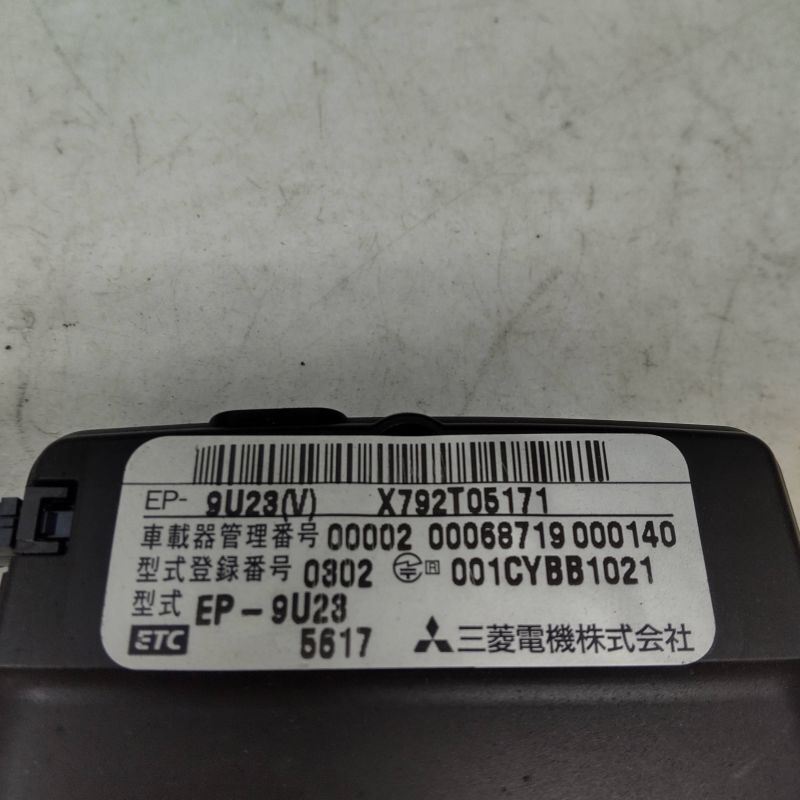 EP- 9U23(V) X792T05171
車載器管理番号 00002 00068719 000140
型式登録番号 0302 R 001CYBB1021
型式 EP-9U23
ETC 5617 三菱電機株式会社